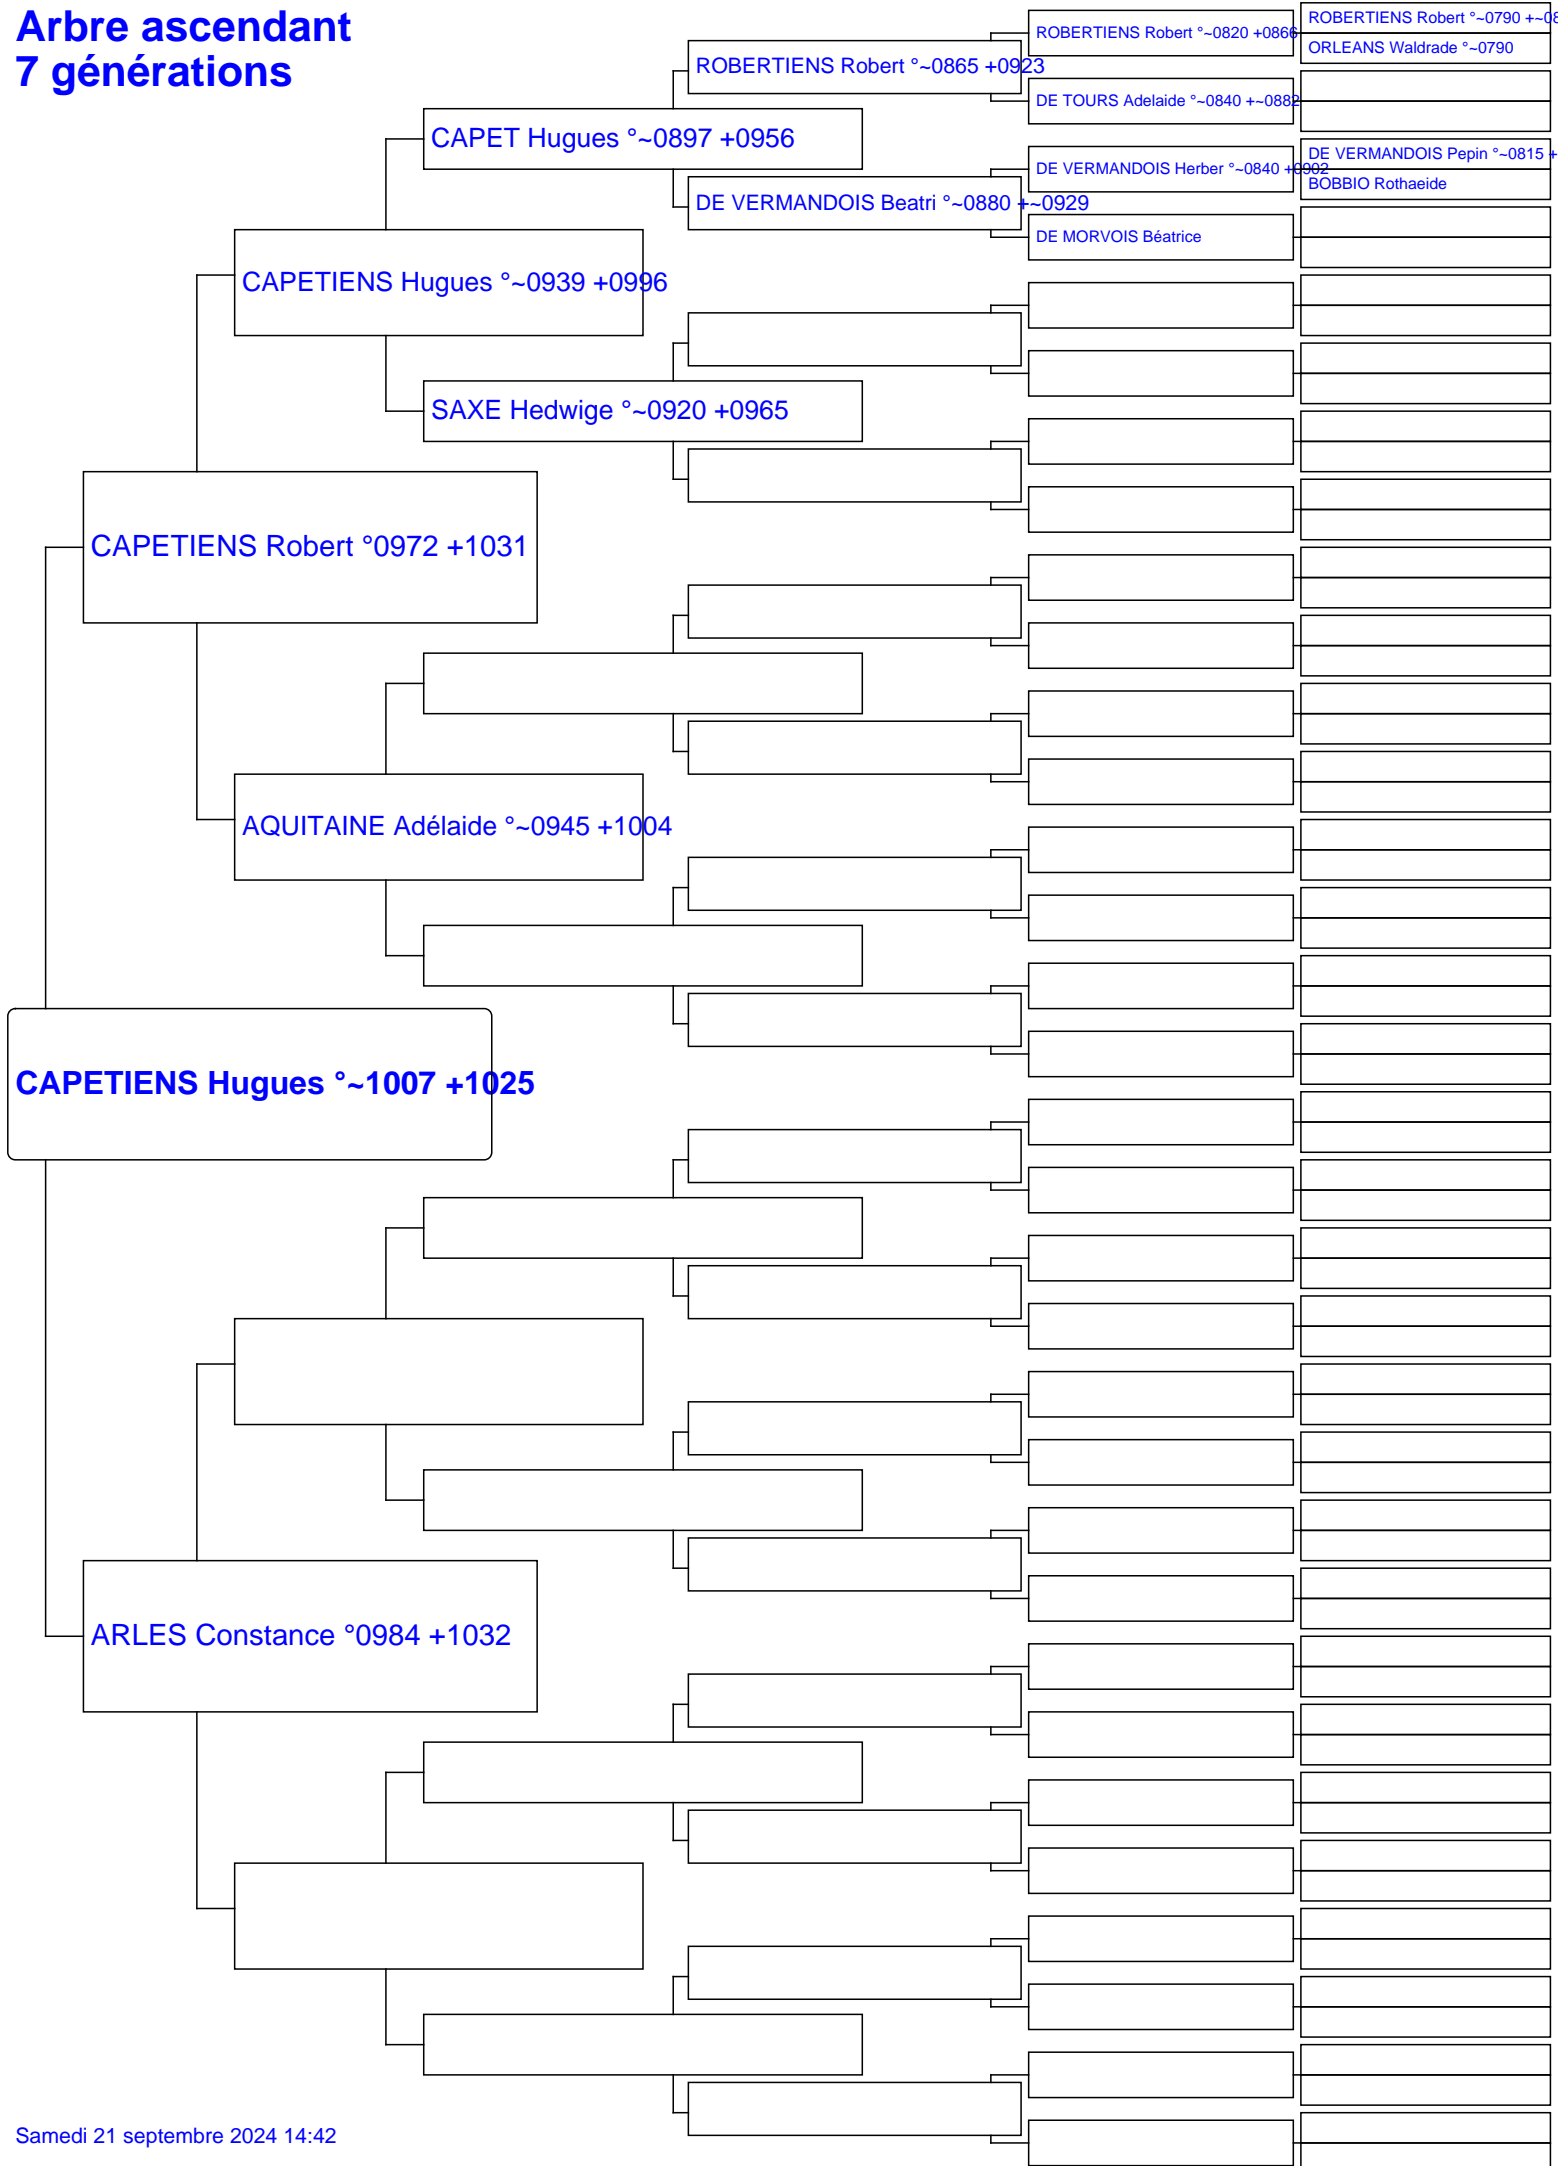 Arbre ascendant
7 générations
ROBERTIENS Robert °~0790 +~08
ROBERTIENS Robert °~0820 +0866
ORLEANS Waldrade °~0790
ROBERTIENS Robert °~0865 +0923
DE TOURS Adelaide °~0840 +~0882
CAPET Hugues °~0897 +0956
DE VERMANDOIS Pepin °~0815 +
DE VERMANDOIS Herber °~0840 +0902
BOBBIO Rothaeide
DE VERMANDOIS Beatri °~0880 +~0929
DE MORVOIS Béatrice
CAPETIENS Hugues °~0939 +0996
SAXE Hedwige °~0920 +0965
CAPETIENS Robert °0972 +1031
AQUITAINE Adélaide °~0945 +1004
CAPETIENS Hugues °~1007 +1025
ARLES Constance °0984 +1032
Samedi 21 septembre 2024 14:42